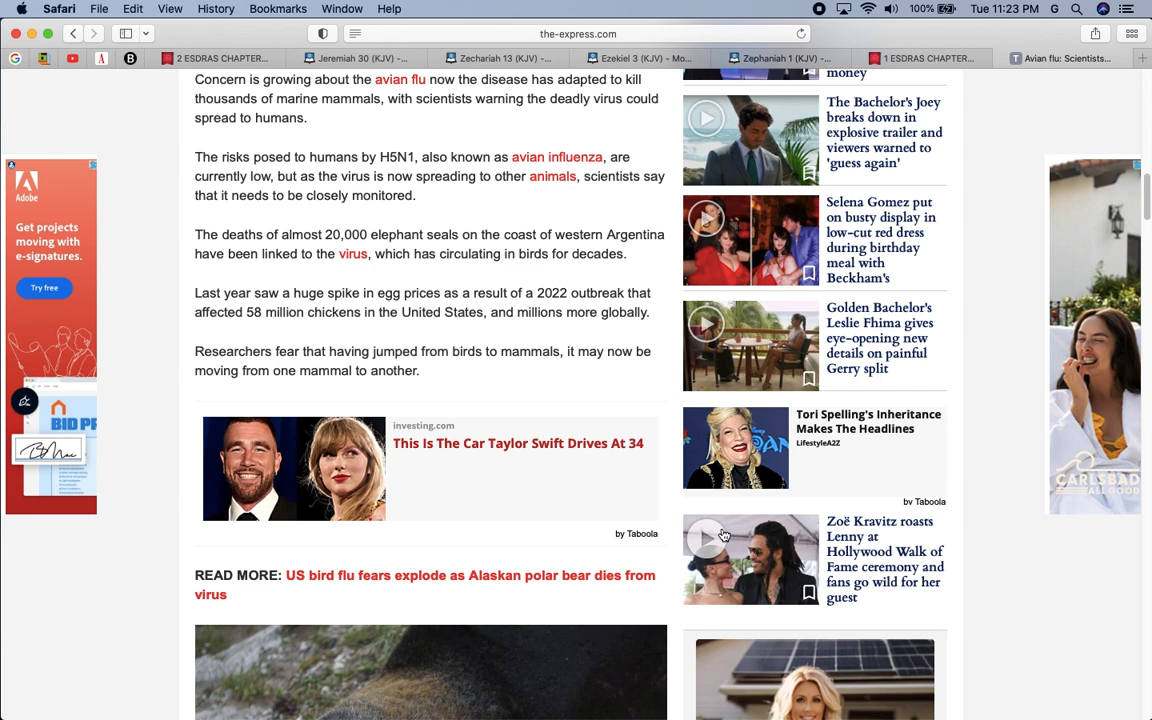 Safari File Edit View History Bookmarks Window Help
100% Tue 11:23 PM G
the-express.com
G A B 2 ESDRAS CHAPTER... Jeremiah 30 (KJV) -... Zechariah 13 (KJV) -... Ezekiel 3 (KJV) - Mo... Zephaniah 1 (KJV) -... 1 ESDRAS CHAPTER... T Avian flu: Scientists...
Concern is growing about the avian flu now the disease has adapted to kill
thousands of marine mammals, with scientists warning the deadly virus could
spread to humans.
The risks posed to humans by H5N1, also known as avian influenza, are
currently low, but as the virus is now spreading to other animals, scientists say
that it needs to be closely monitored.
The deaths of almost 20,000 elephant seals on the coast of western Argentina
have been linked to the virus, which has circulating in birds for decades.
Last year saw a huge spike in egg prices as a result of a 2022 outbreak that
affected 58 million chickens in the United States, and millions more globally.
Researchers fear that having jumped from birds to mammals, it may now be
moving from one mammal to another.
investing.com
This Is The Car Taylor Swift Drives At 34
by Taboola
READ MORE: US bird flu fears explode as Alaskan polar bear dies from
virus
money
The Bachelor's Joey
breaks down in
explosive trailer and
viewers warned to
'guess again'
Selena Gomez put
on busty display in
low-cut red dress
during birthday
meal with
Beckham's
Golden Bachelor's
Leslie Fhima gives
eye-opening new
details on painful
Gerry split
Tori Spelling's Inheritance
Makes The Headlines
LifestyleA2Z
by Taboola
Zoë Kravitz roasts
Lenny at
Hollywood Walk of
Fame ceremony and
fans go wild for her
guest
Adobe
Get projects
moving with
e-signatures.
Try free
BID PR
CARLSBAD
ALL GOOD